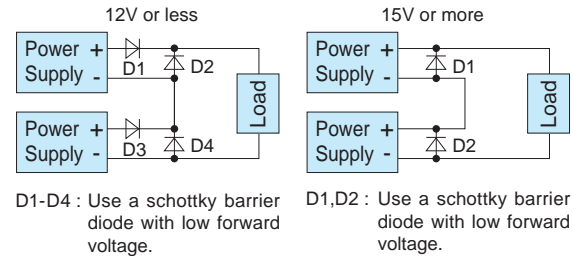 12V or less
Power +
Supply -
D1
D2
Power +
Supply -
D3
D4
Load
D1-D4 : Use a schottky barrier
diode with low forward
voltage.
15V or more
Power +
Supply -
D1
Power +
Supply -
D2
Load
D1,D2 : Use a schottky barrier
diode with low forward
voltage.